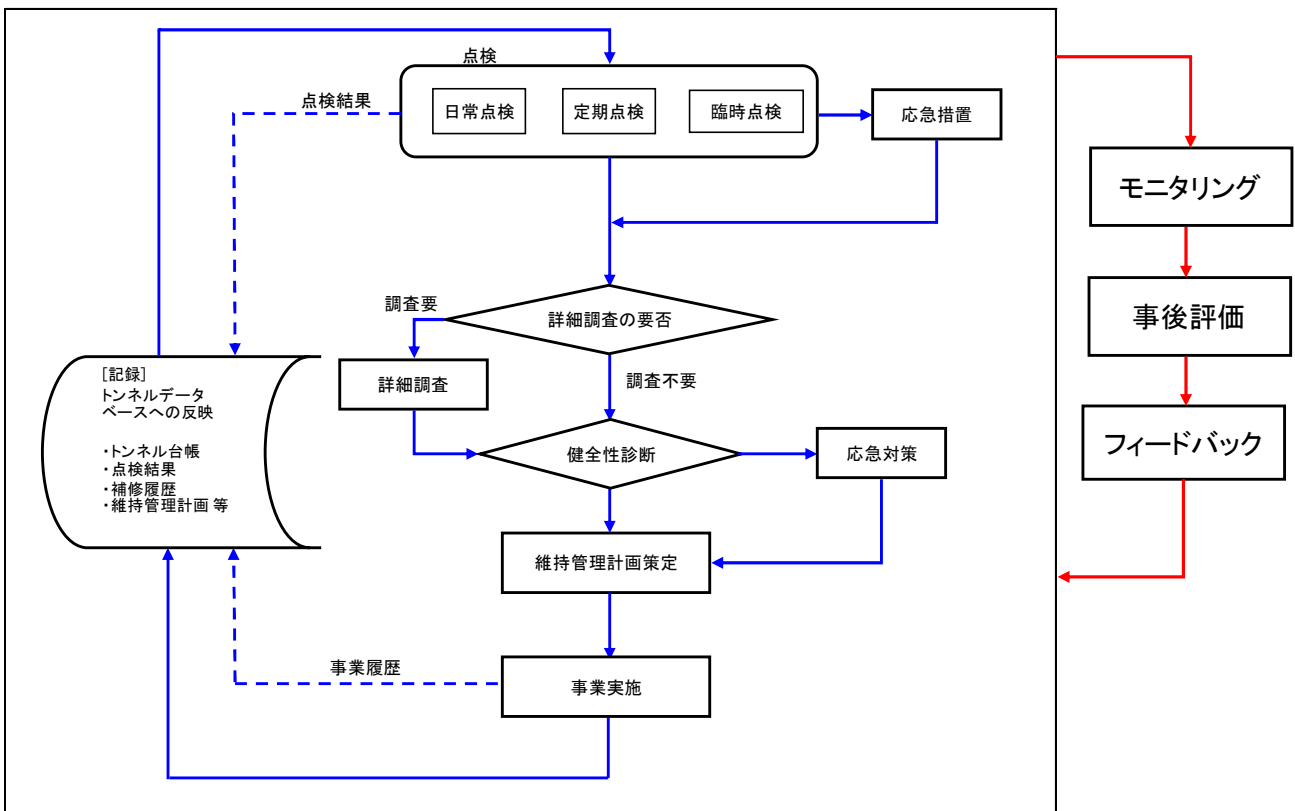 点検
点検結果
日常点検
定期点検
臨時点検
応急措置
モニタリング
事後評価
フィードバック
調査要
詳細調査の要否
詳細調査
調査不要
[記録]
トンネルデータ
ベースへの反映
・トンネル台帳
・点検結果
・補修履歴
・維持管理計画 等
健全性診断
応急対策
維持管理計画策定
事業履歴
事業実施